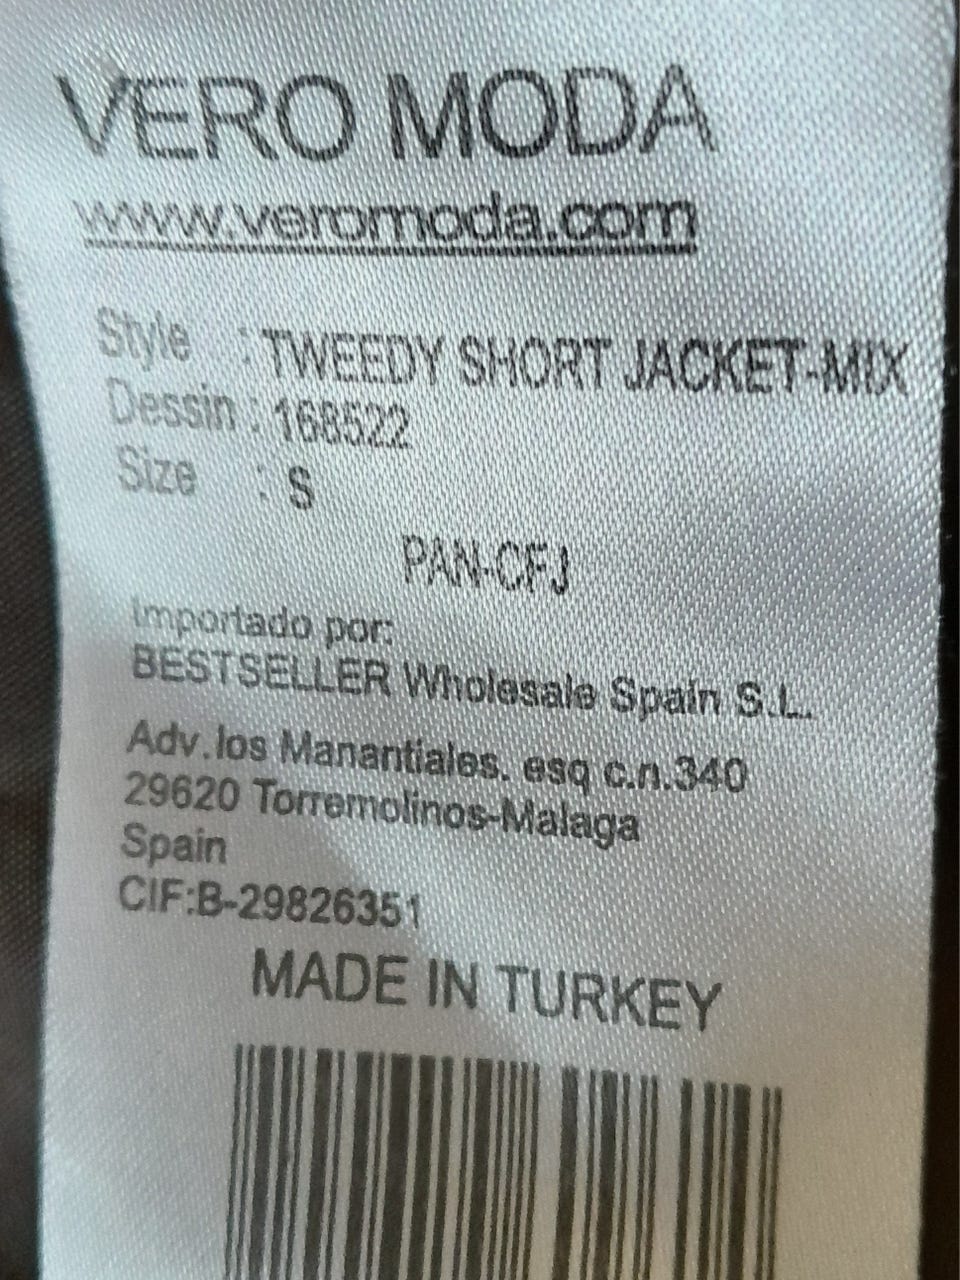 VERO MODA
www.veromoda.com
Style : TWEEDY SHORT JACKET-MIX
Dessin : 168522
Size : S
PAN-CFJ
Importado por:
BESTSELLER Wholesale Spain S.L.
Adv.los Manantiales. esq c.n.340
29620 Torremolinos-Malaga
Spain
CIF:B-29826351
MADE IN TURKEY